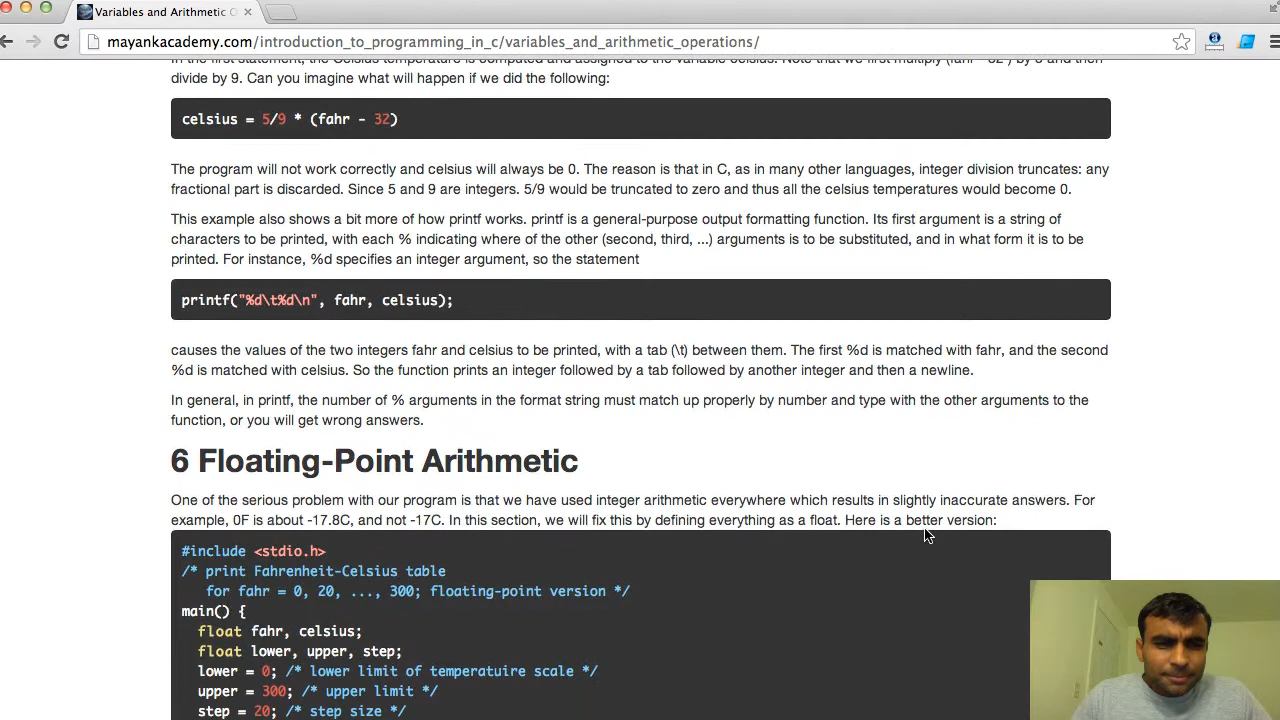 Variables and Arithmetic O
mayankacademy.com/introduction_to_programming_in_c/variables_and_arithmetic_operations/
In the first statement, the Celsius temperature is computed and assigned to the variable celsius. Note that we first multiply (fahr - 32 ) by 5 and then
divide by 9. Can you imagine what will happen if we did the following:
celsius = 5/9 * (fahr - 32)
The program will not work correctly and celsius will always be 0. The reason is that in C, as in many other languages, integer division truncates: any
fractional part is discarded. Since 5 and 9 are integers. 5/9 would be truncated to zero and thus all the celsius temperatures would become 0.
This example also shows a bit more of how printf works. printf is a general-purpose output formatting function. Its first argument is a string of
characters to be printed, with each % indicating where of the other (second, third, ...) arguments is to be substituted, and in what form it is to be
printed. For instance, %d specifies an integer argument, so the statement
printf("%d\t%d\n", fahr, celsius);
causes the values of the two integers fahr and celsius to be printed, with a tab (\t) between them. The first %d is matched with fahr, and the second
%d is matched with celsius. So the function prints an integer followed by a tab followed by another integer and then a newline.
In general, in printf, the number of % arguments in the format string must match up properly by number and type with the other arguments to the
function, or you will get wrong answers.
6 Floating-Point Arithmetic
One of the serious problem with our program is that we have used integer arithmetic everywhere which results in slightly inaccurate answers. For
example, 0F is about -17.8C, and not -17C. In this section, we will fix this by defining everything as a float. Here is a better version:
#include <stdio.h>
/* print Fahrenheit-Celsius table
for fahr = 0, 20, ..., 300; floating-point version */
main() {
float fahr, celsius;
float lower, upper, step;
lower = 0; /* lower limit of temperatuire scale */
upper = 300; /* upper limit */
step = 20; /* step size */